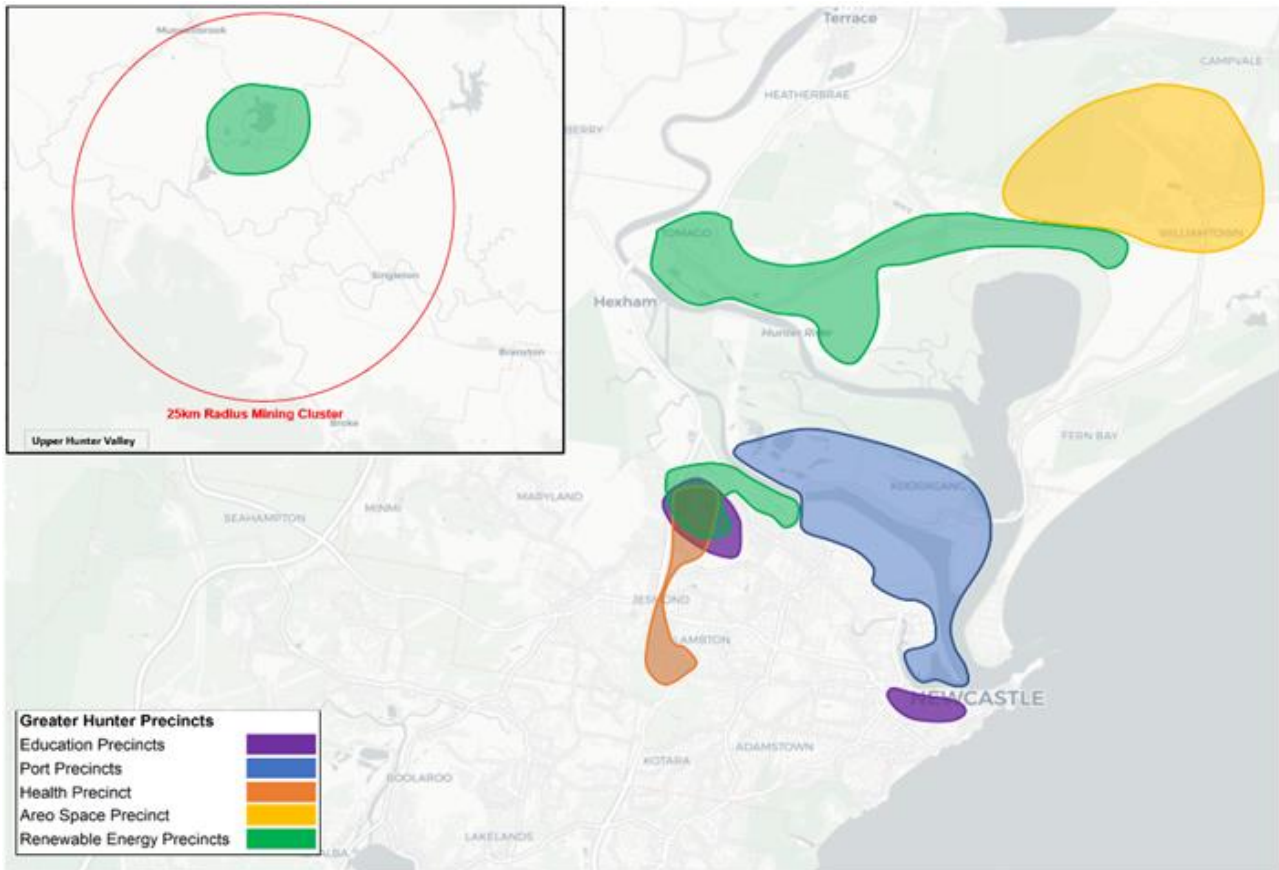 Terrace
CAMPVALE
HEATHERBRAE
BERRY
TOMAGO
WILLIAMTOWN
Hexham
Hunter River
Singleton
Branxton
25km Radius Mining Cluster
Broke
Upper Hunter Valley
FERN BAY
KOORAGANG
MARYLAND
MINMI
SEAHAMPTON
JESMOND
LAMBTON
NEWCASTLE
ADAMSTOWN
KOTARA
BOOLAROO
LAKELANDS
Greater Hunter Precincts
Education Precincts
Port Precincts
Health Precinct
Areo Space Precinct
Renewable Energy Precincts